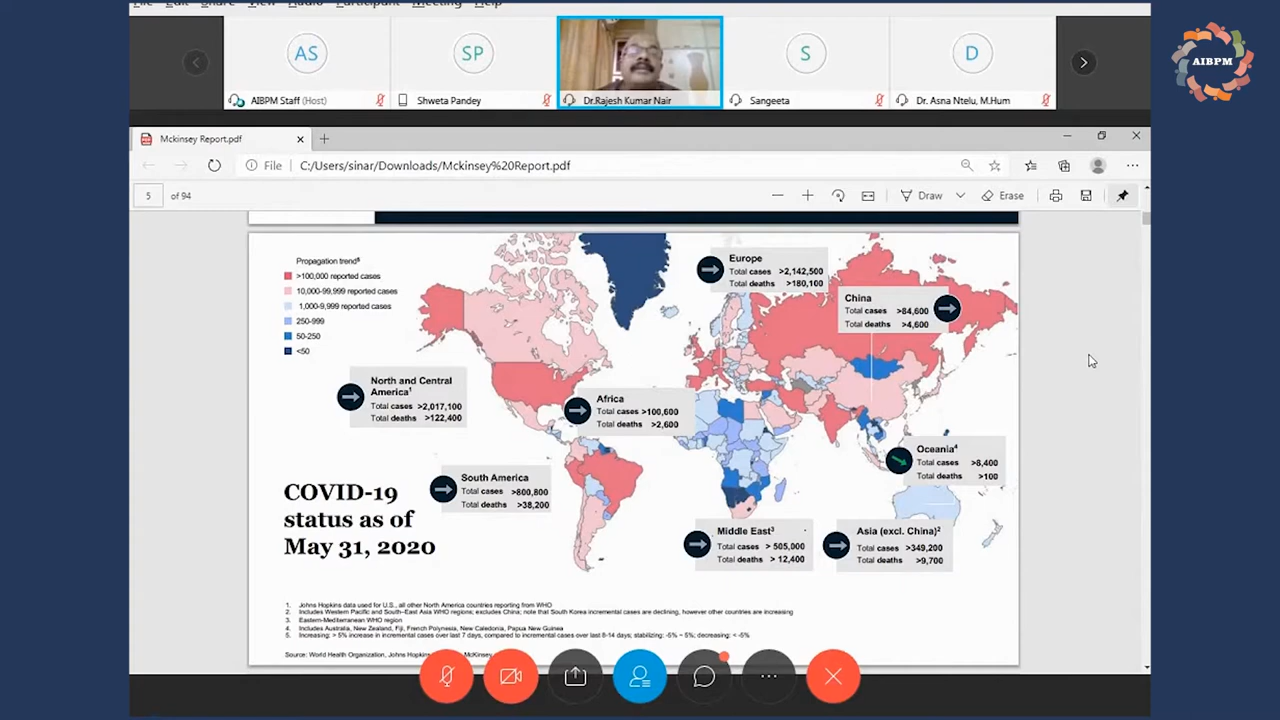 File Edit Share View Audio Participant Meeting Help
AIBPM
AS
SP
S
D
AIBPM Staff (Host)
Shweta Pandey
Dr.Rajesh Kumar Nair
Sangeeta
Dr. Asna Ntelu, M.Hum
Mckinsey Report.pdf
File
C:/Users/sinar/Downloads/Mckinsey%20Report.pdf
5
of 94
Draw
Erase
Propagation trend5
>100,000 reported cases
10,000-99,999 reported cases
1,000-9,999 reported cases
250-999
50-250
<50
Europe
Total cases >2,142,500
Total deaths >180,100
China
Total cases >84,600
Total deaths >4,600
North and Central
America1
Total cases >2,017,100
Total deaths >122,400
Africa
Total cases >100,600
Total deaths >2,600
Oceania4
Total cases >8,400
Total deaths >100
South America
Total cases >800,800
Total deaths >38,200
COVID-19
status as of
May 31, 2020
Middle East3
Total cases > 505,000
Total deaths > 12,400
Asia (excl. China)2
Total cases >349,200
Total deaths >9,700
1. Johns Hopkins data used for U.S., all other North America countries reporting from WHO
2. Includes Western Pacific and South–East Asia WHO regions; excludes China; note that South Korea incremental cases are declining, however other countries are increasing
3. Eastern-Mediterranean WHO region
4. Includes Australia, New Zealand, Fiji, French Polynesia, New Caledonia, Papua New Guinea
5. Increasing: > 5% increase in incremental cases over last 7 days, compared to incremental cases over last 8-14 days; stabilizing: -5% – 5%; decreasing: < -5%
Source: World Health Organization, Johns Hopkins McKinsey